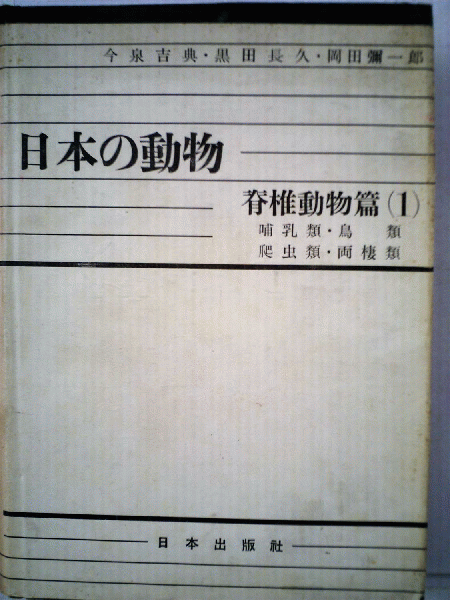 今泉吉典・黒田長久・岡田彌一郎
日本の動物
脊椎動物篇(1)
哺乳類・鳥類
爬虫類・両棲類
日本出版社